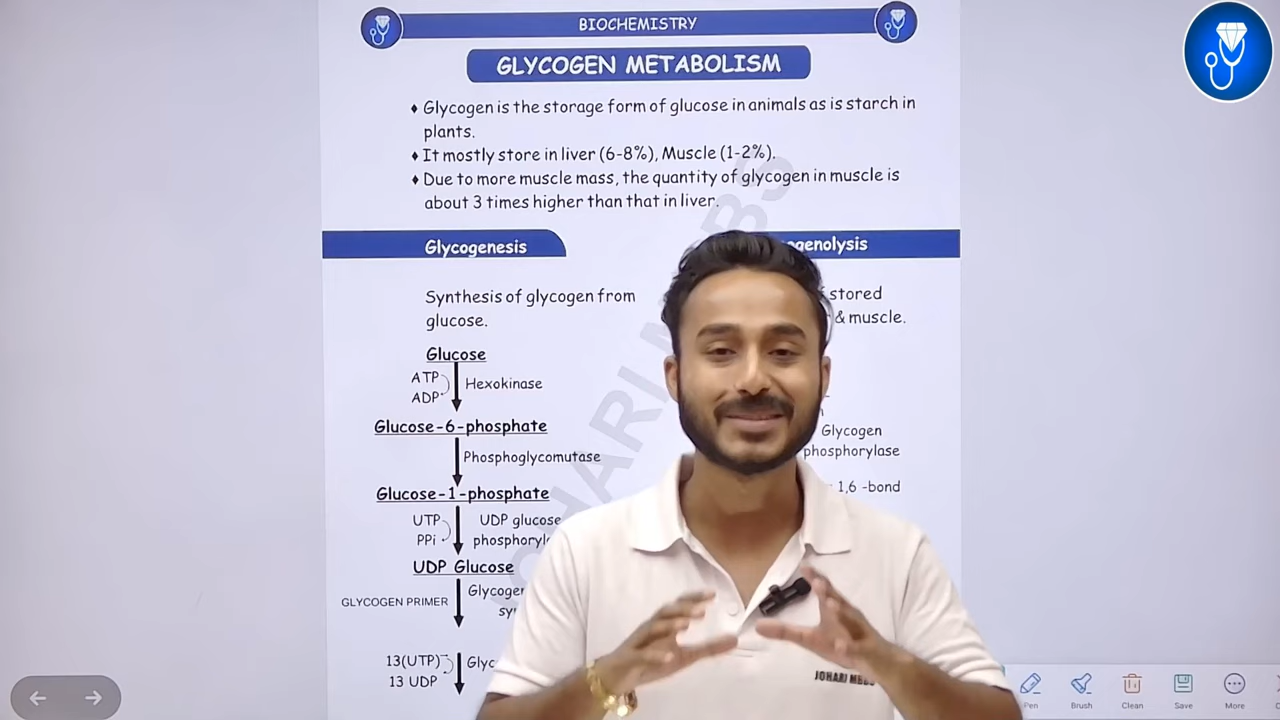 BIOCHEMISTRY
GLYCOGEN METABOLISM
♦ Glycogen is the storage form of glucose in animals as is starch in
plants.
♦ It mostly store in liver (6-8%), Muscle (1-2%).
♦ Due to more muscle mass, the quantity of glycogen in muscle is
about 3 times higher than that in liver.
Glycogenesis
Synthesis of glycogen from
glucose.
Glucose
ATP
ADP
Hexokinase
Glucose-6-phosphate
Phosphoglycomutase
Glucose-1-phosphate
UTP
PPi
UDP glucose
UDP Glucose
GLYCOGEN PRIMER
13(UTP)
13 UDP
stored
& muscle.
Glycogen
phosphorylase
1,6 -bond
JOHARI MBBS
Pen
Brush
Clean
Save
More